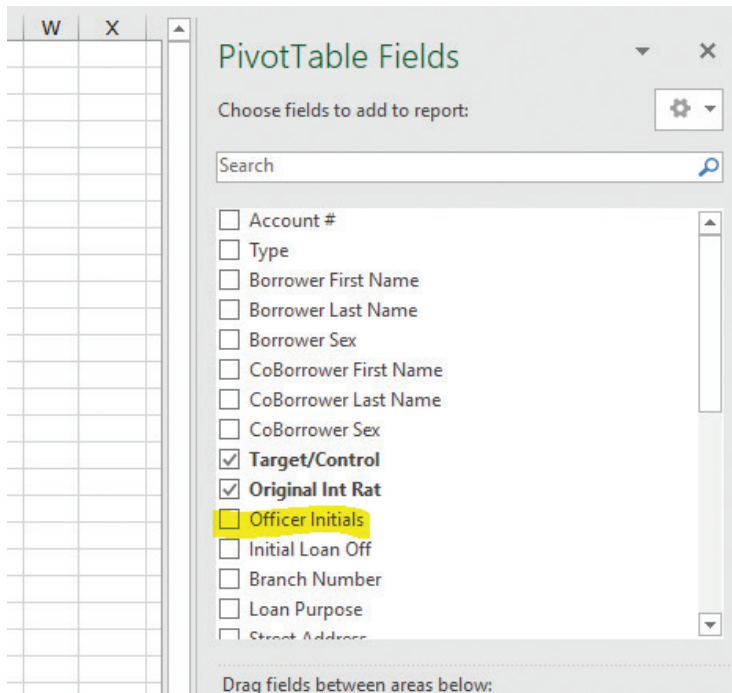 W X
PivotTable Fields
Choose fields to add to report:
Search
Account #
Type
Borrower First Name
Borrower Last Name
Borrower Sex
CoBorrower First Name
CoBorrower Last Name
CoBorrower Sex
Target/Control
Original Int Rat
Officer Initials
Initial Loan Off
Branch Number
Loan Purpose
Street Address
Drag fields between areas below: